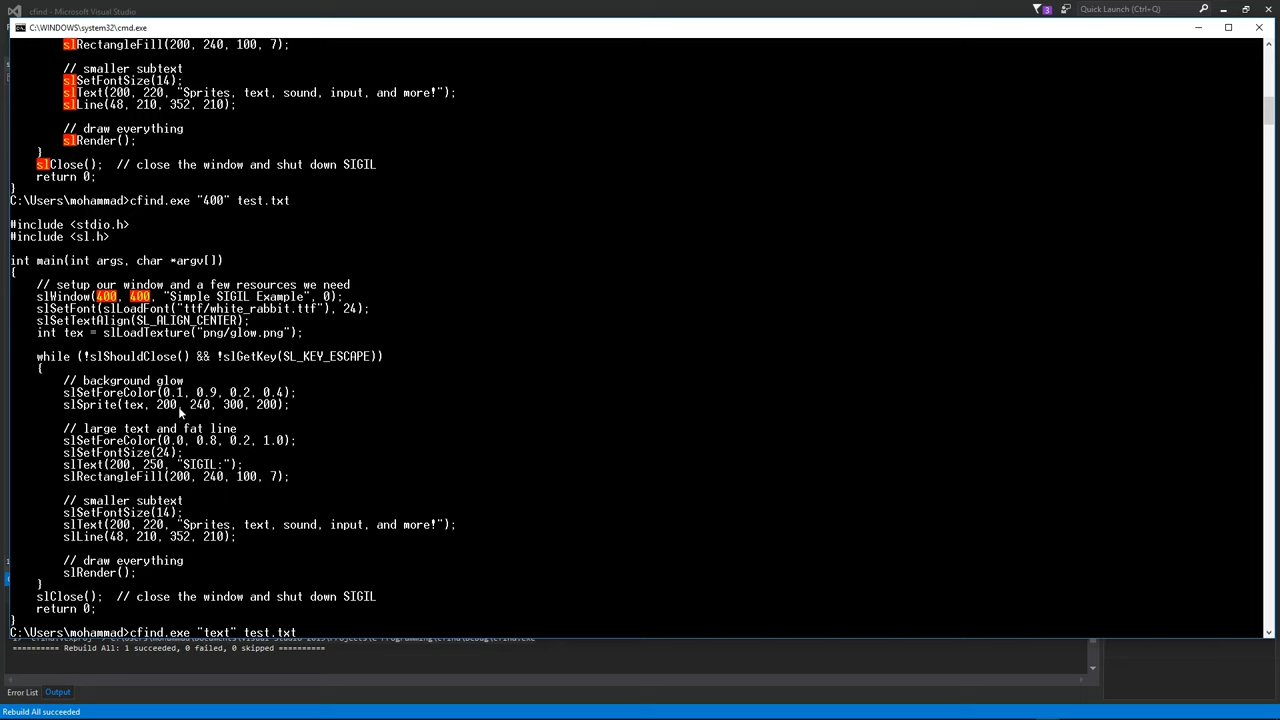 cfind - Microsoft Visual Studio
3
Quick Launch (Ctrl+Q)
C:\WINDOWS\system32\cmd.exe
slRectangleFill(200, 240, 100, 7);
// smaller subtext
slSetFontSize(14);
slText(200, 220, "Sprites, text, sound, input, and more!");
slLine(48, 210, 352, 210);
// draw everything
slRender();
}
slClose();  // close the window and shut down SIGIL
return 0;
}
C:\Users\mohammad>cfind.exe "400" test.txt
#include <stdio.h>
#include <sl.h>
int main(int args, char *argv[])
{
// setup our window and a few resources we need
slWindow(400, 400, "Simple SIGIL Example", 0);
slSetFont(slLoadFont("ttf/white_rabbit.ttf"), 24);
slSetTextAlign(SL_ALIGN_CENTER);
int tex = slLoadTexture("png/glow.png");
while (!slShouldClose() && !slGetKey(SL_KEY_ESCAPE))
{
// background glow
slSetForeColor(0.1, 0.9, 0.2, 0.4);
slSprite(tex, 200, 240, 300, 200);
// large text and fat line
slSetForeColor(0.0, 0.8, 0.2, 1.0);
slSetFontSize(24);
slText(200, 250, "SIGIL:");
slRectangleFill(200, 240, 100, 7);
// smaller subtext
slSetFontSize(14);
slText(200, 220, "Sprites, text, sound, input, and more!");
slLine(48, 210, 352, 210);
// draw everything
slRender();
}
slClose();  // close the window and shut down SIGIL
return 0;
}
C:\Users\mohammad>cfind.exe "text" test.txt
========== Rebuild All: 1 succeeded, 0 failed, 0 skipped ==========
Error List
Output
Rebuild All succeeded